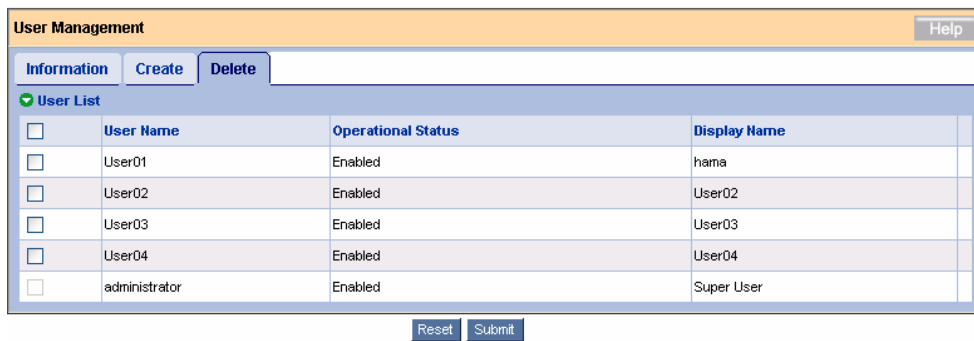 User Management Help
Information Create Delete
User List
User Name Operational Status Display Name
User01 Enabled hama
User02 Enabled User02
User03 Enabled User03
User04 Enabled User04
administrator Enabled Super User
Reset Submit